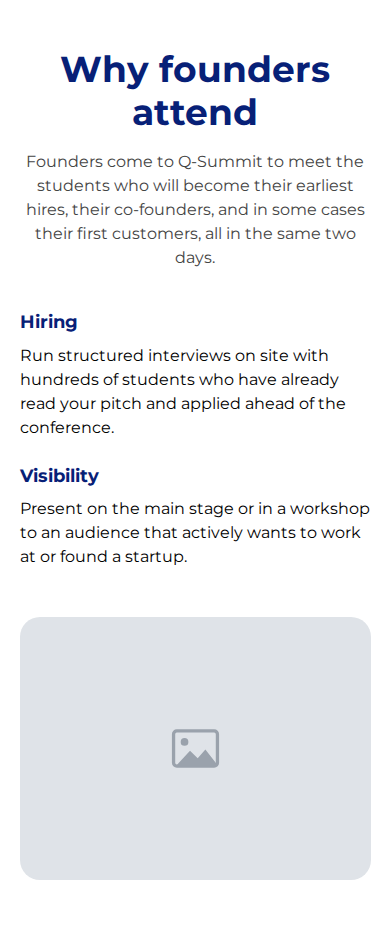 Why founders
attend
Founders come to Q-Summit to meet the
students who will become their earliest
hires, their co-founders, and in some cases
their first customers, all in the same two
days.
Hiring
Run structured interviews on site with
hundreds of students who have already
read your pitch and applied ahead of the
conference.
Visibility
Present on the main stage or in a workshop
to an audience that actively wants to work
at or found a startup.